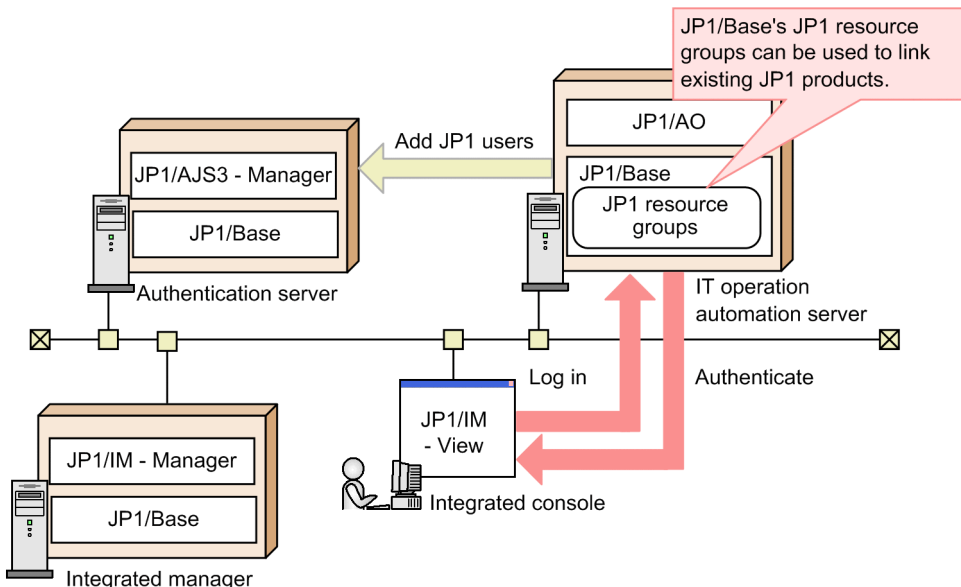 JP1/Base's JP1 resource
groups can be used to link
existing JP1 products.
JP1/AO
JP1/Base
JP1 resource
groups
Add JP1 users
JP1/AJS3 - Manager
JP1/Base
Authentication server
IT operation
automation server
Log in
Authenticate
JP1/IM
- View
Integrated console
JP1/IM - Manager
JP1/Base
Integrated manager